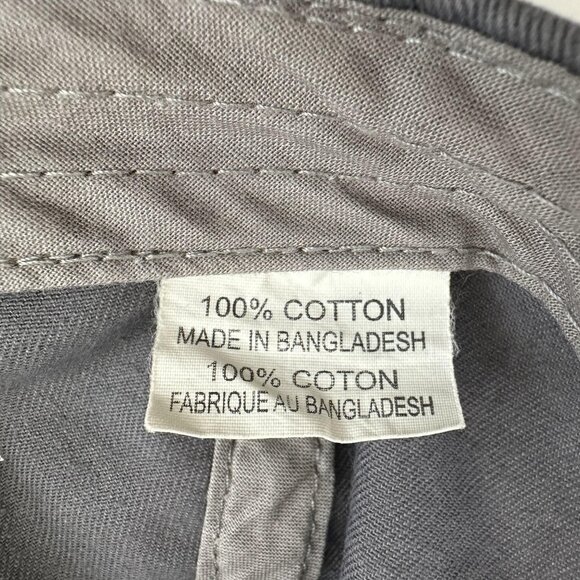 100% COTTON
MADE IN BANGLADESH
100% COTON
FABRIQUE AU BANGLADESH